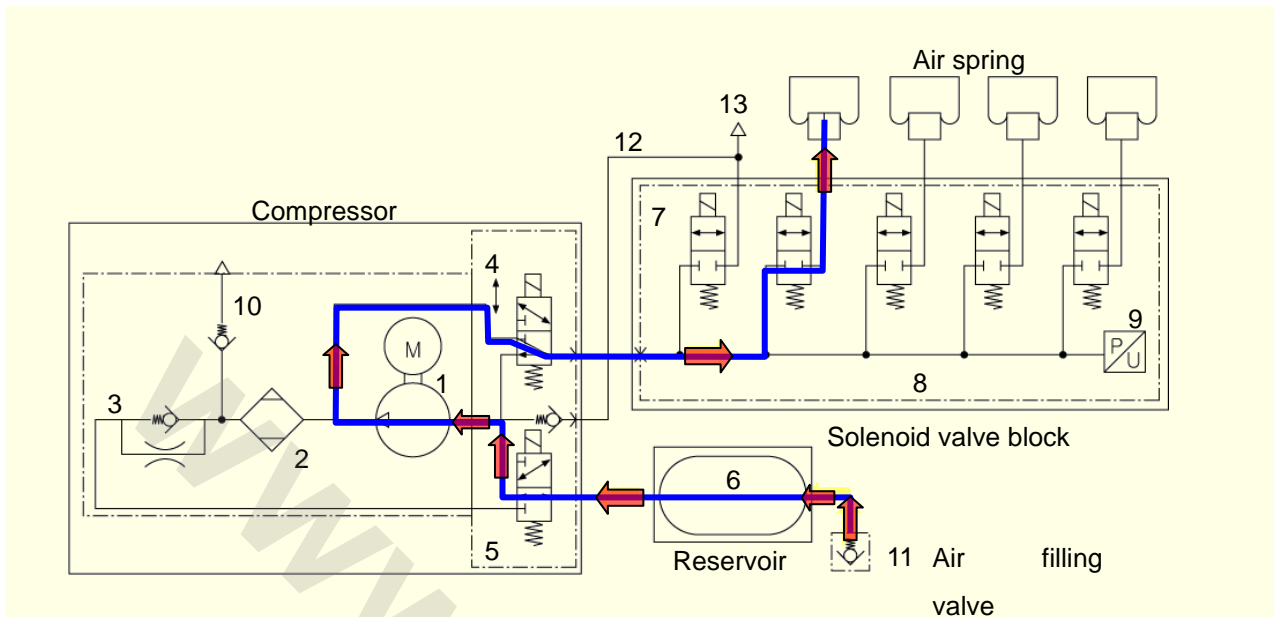 Air spring
13
12
Compressor
7
4
10
9
P
U
M
1
3
8
2
Solenoid valve block
6
5
Reservoir
11 Air filling
valve
www